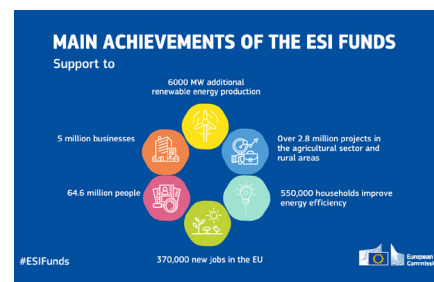 MAIN ACHIEVEMENTS OF THE ESI FUNDS
Support to
6000 MW additional
renewable energy production
5 million businesses
Over 2.8 million projects in
the agricultural sector and
rural areas
64.6 million people
550,000 households improve
energy efficiency
370,000 new jobs in the EU
#ESIFunds
European
Commis